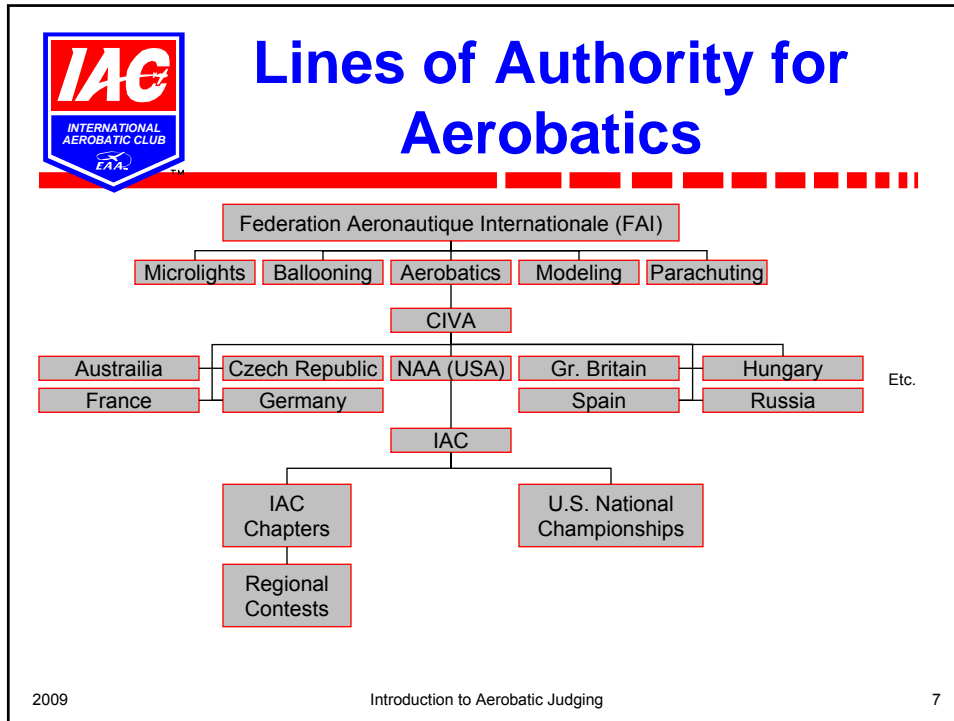 IAC
INTERNATIONAL
AEROBATIC CLUB
EAA
TM
Lines of Authority for
Aerobatics
Federation Aeronautique Internationale (FAI)
Microlights Ballooning Aerobatics Modeling Parachuting
CIVA
Austrailia Czech Republic NAA (USA) Gr. Britain Hungary
Etc.
France Germany Spain Russia
IAC
IAC
Chapters
U.S. National
Championships
Regional
Contests
2009 Introduction to Aerobatic Judging 7